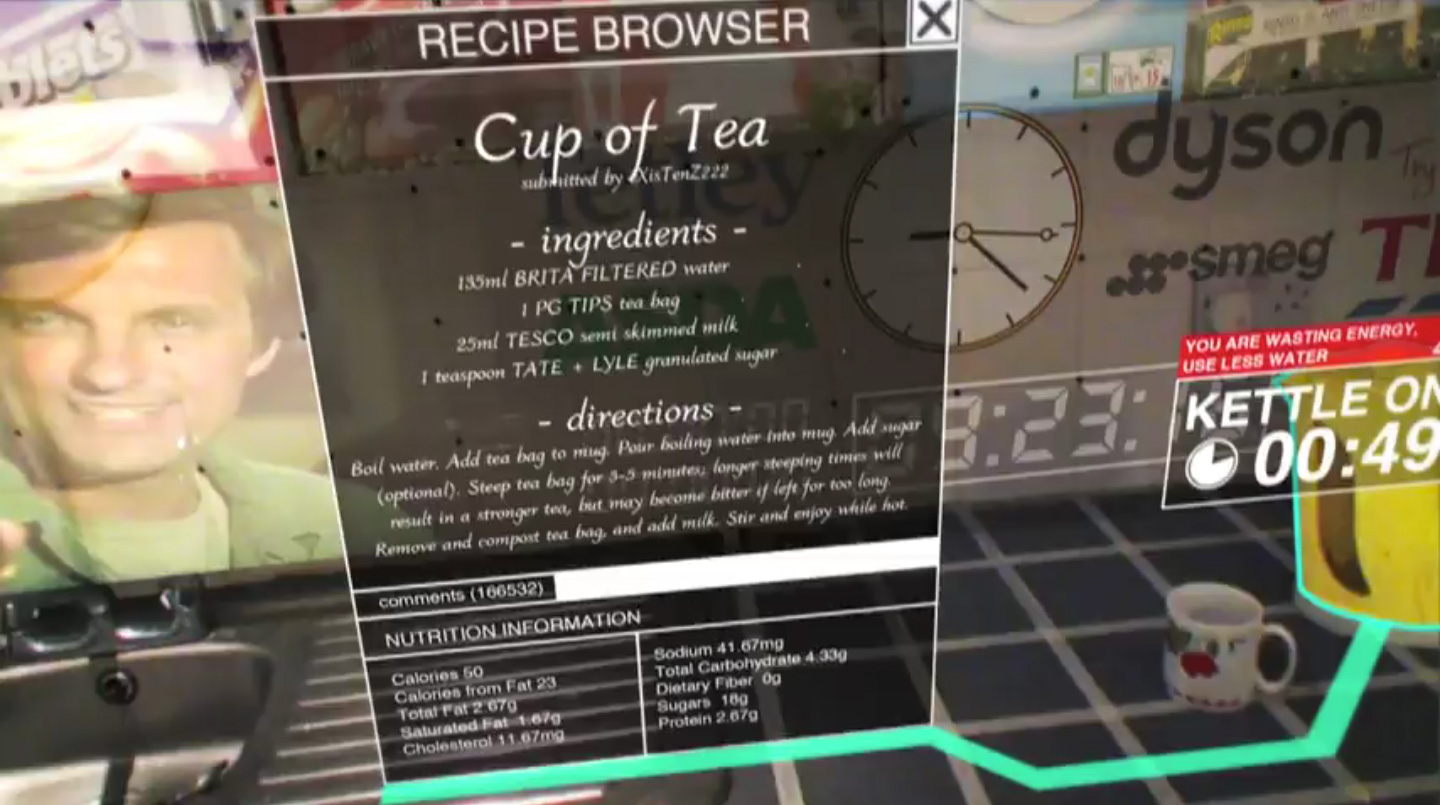 blets
RECIPE BROWSER
X
Cup of Tea
submitted by XisTenZ222
Tetley
- ingredients -
135ml BRITA FILTERED water
1 PG TIPS tea bag
25ml TESCO semi skimmed milk
1 teaspoon TATE + LYLE granulated sugar
- directions -
Boil water. Add tea bag to mug. Pour boiling water into mug. Add sugar
(optional). Steep tea bag for 3-5 minutes; longer steeping times will
result in a stronger tea, but may become bitter if left for too long.
Remove and compost tea bag, and add milk. Stir and enjoy while hot.
comments (166532)
NUTRITION INFORMATION
Calories 50
Calories from Fat 23
Total Fat 2.67g
Saturated Fat 1.67g
Cholesterol 11.67mg
Sodium 41.67mg
Total Carbohydrate 4.33g
Dietary Fiber 0g
Sugars 16g
Protein 2.67g
dyson
Try
smeg
TE
:23:
YOU ARE WASTING ENERGY.
USE LESS WATER
KETTLE ON
00:49